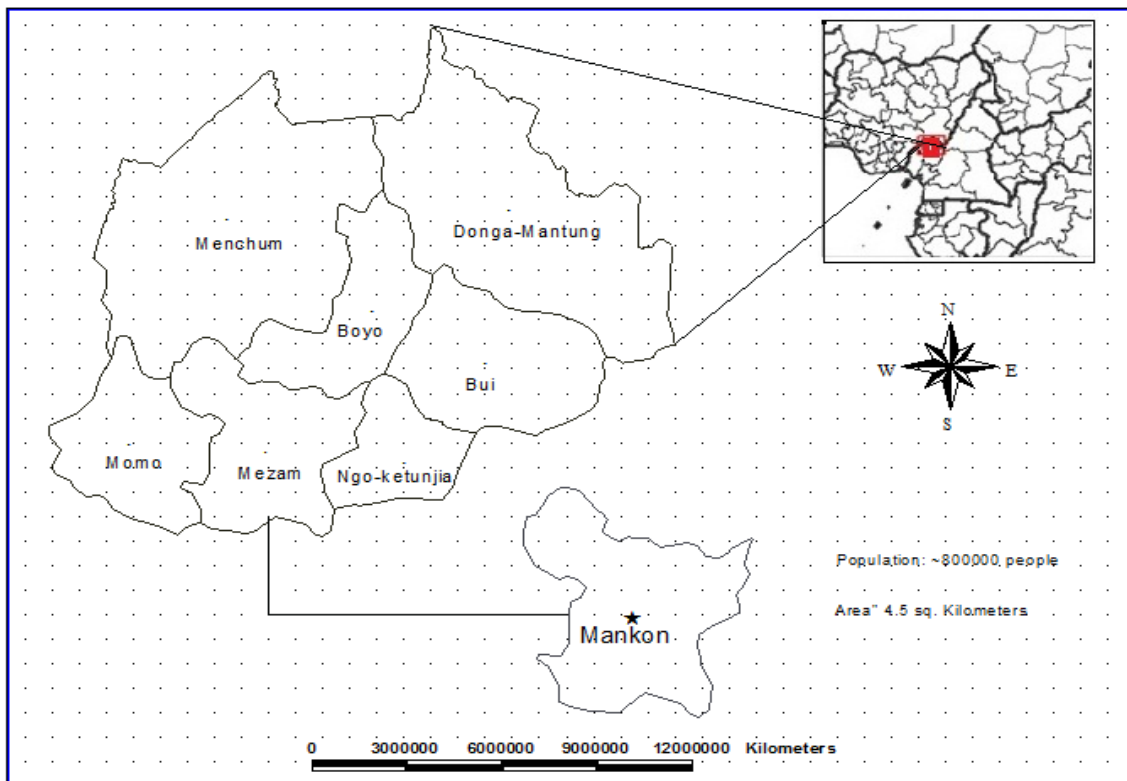 Menchum
Donga-Mantung
Boyo
Bui
Momo
Mezam
Ngo-ketunjia
N
W
E
S
Population: ~800000 people
Area" 4.5 sq. Kilometers
Mankon
0 3000000 6000000 9000000 12000000 Kilometers